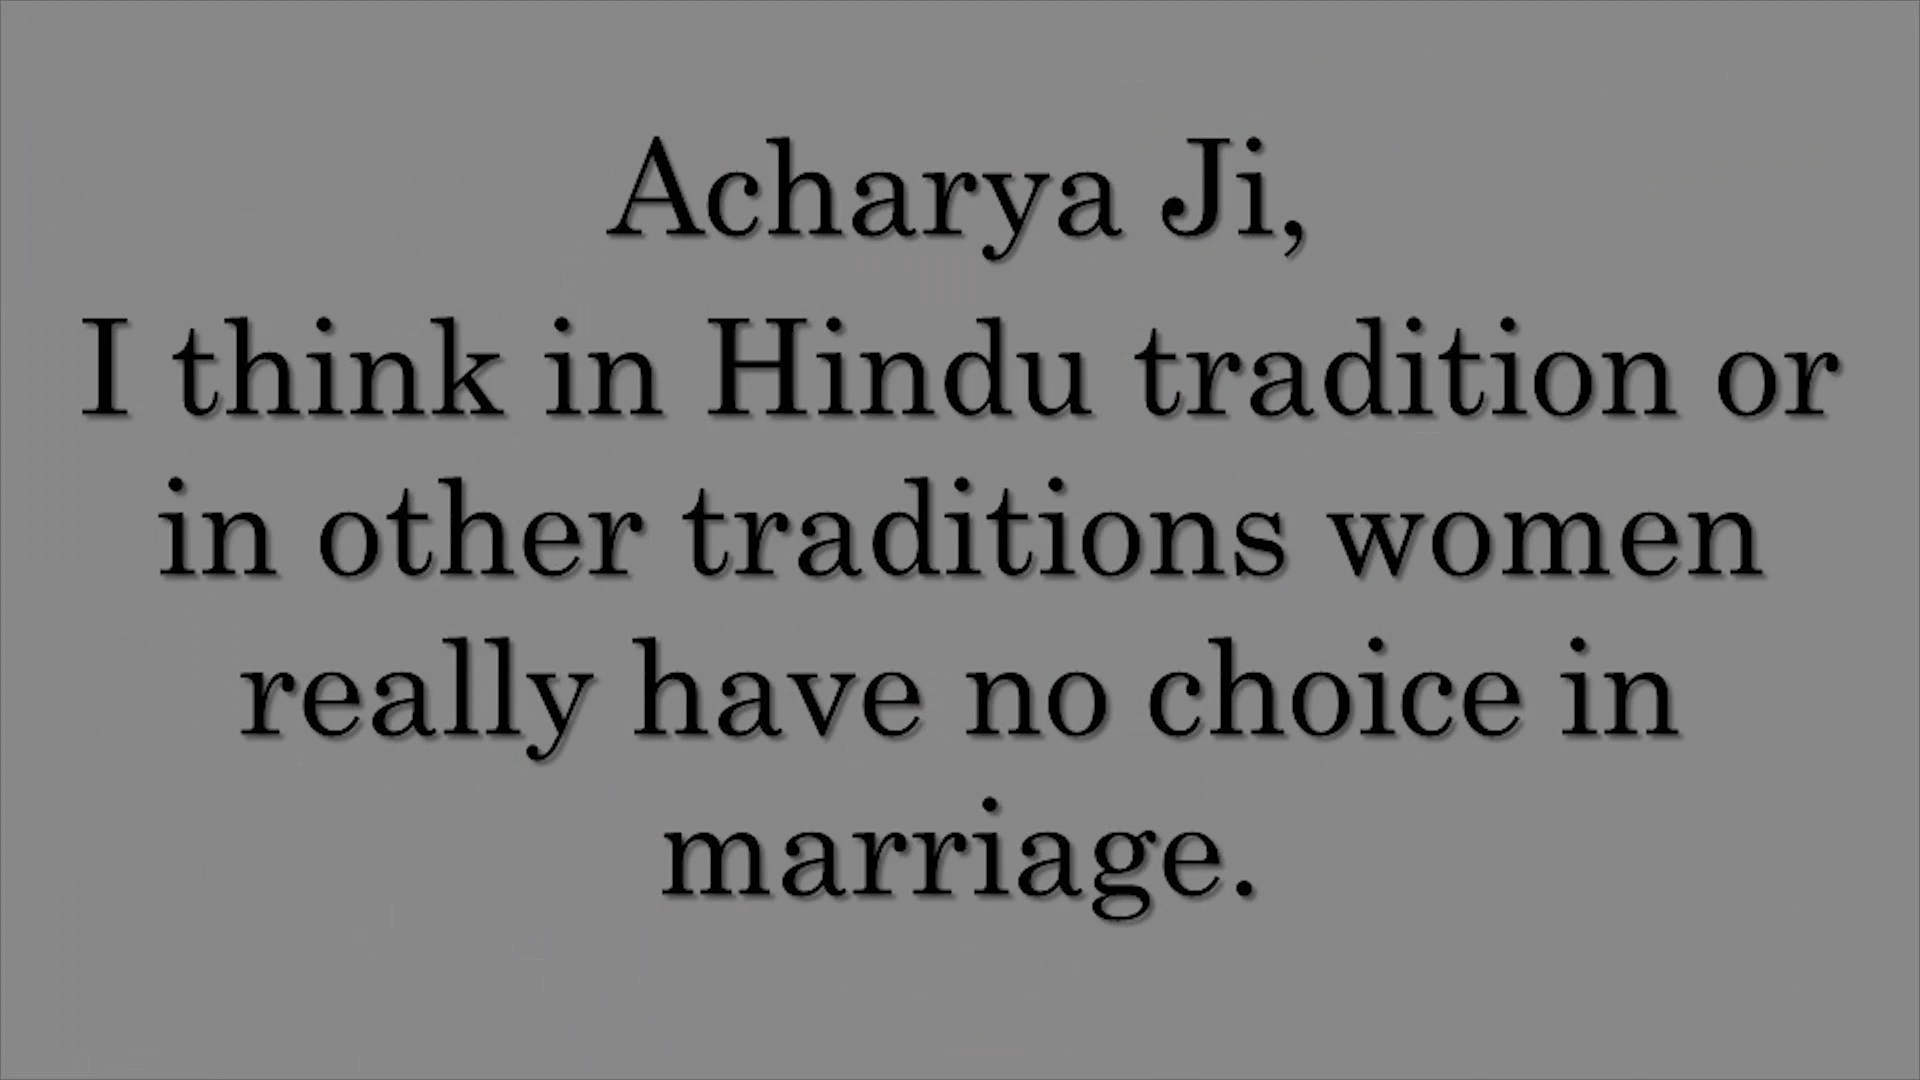 Acharya Ji,
I think in Hindu tradition or
in other traditions women
really have no choice in
marriage.